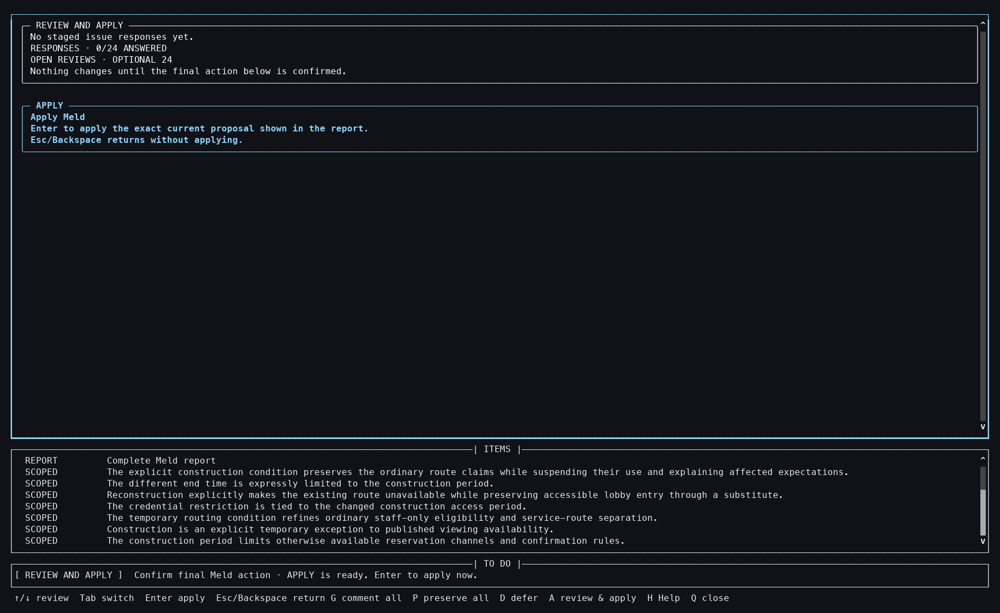 REVIEW AND APPLY
No staged issue responses yet.
RESPONSES · 0/24 ANSWERED
OPEN REVIEWS · OPTIONAL 24
Nothing changes until the final action below is confirmed.
APPLY
Apply Meld
Enter to apply the exact current proposal shown in the report.
Esc/Backspace returns without applying.
ITEMS
REPORT Complete Meld report
SCOPED The explicit construction condition preserves the ordinary route claims while suspending their use and explaining affected expectations.
SCOPED The different end time is expressly limited to the construction period.
SCOPED Reconstruction explicitly makes the existing route unavailable while preserving accessible lobby entry through a substitute.
SCOPED The credential restriction is tied to the changed construction access period.
SCOPED The temporary routing condition refines ordinary staff-only eligibility and service-route separation.
SCOPED Construction is an explicit temporary exception to published viewing availability.
SCOPED The construction period limits otherwise available reservation channels and confirmation rules.
TO DO
[ REVIEW AND APPLY ] Confirm final Meld action · APPLY is ready. Enter to apply now.
↑/↓ review Tab switch Enter apply Esc/Backspace return G comment all P preserve all D defer A review & apply H Help Q close